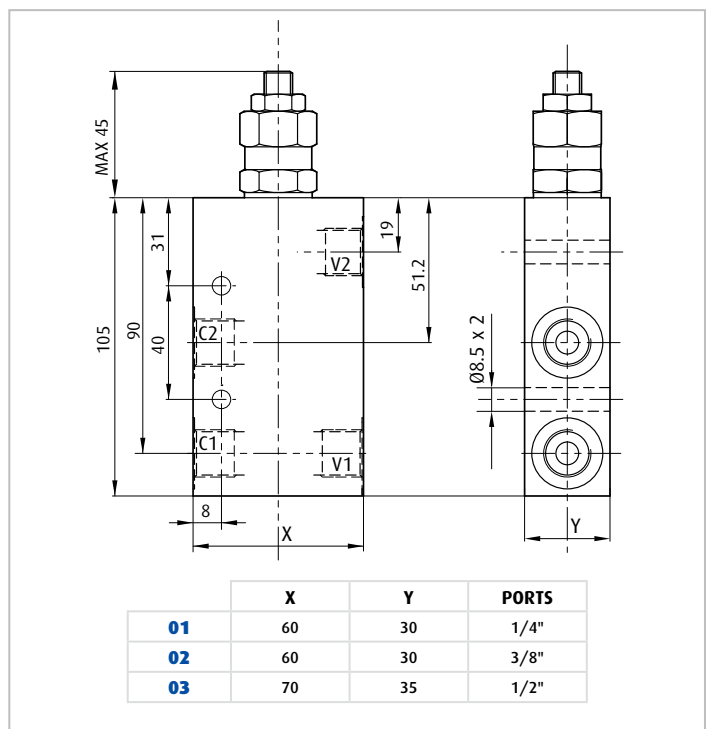 MAX 45
31
19
V2
51.2
C2
105
90
40
Ø8.5 x 2
C1
V1
8
X
Y
X Y PORTS
01 60 30 1/4"
02 60 30 3/8"
03 70 35 1/2"